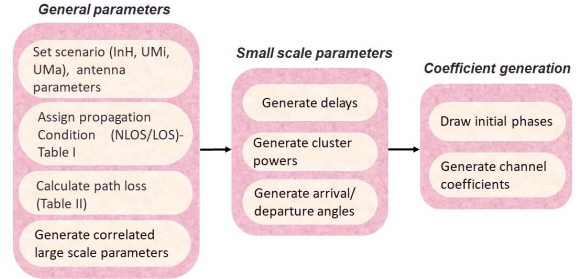 General parameters
Set scenario (InH, UMi,
UMa), antenna
parameters
Assign propagation
Condition (NLOS/LOS)-
Table I
Calculate path loss
(Table II)
Generate correlated
large scale parameters
Small scale parameters
Generate delays
Generate cluster
powers
Generate arrival/
departure angles
Coefficient generation
Draw initial phases
Generate channel
coefficients